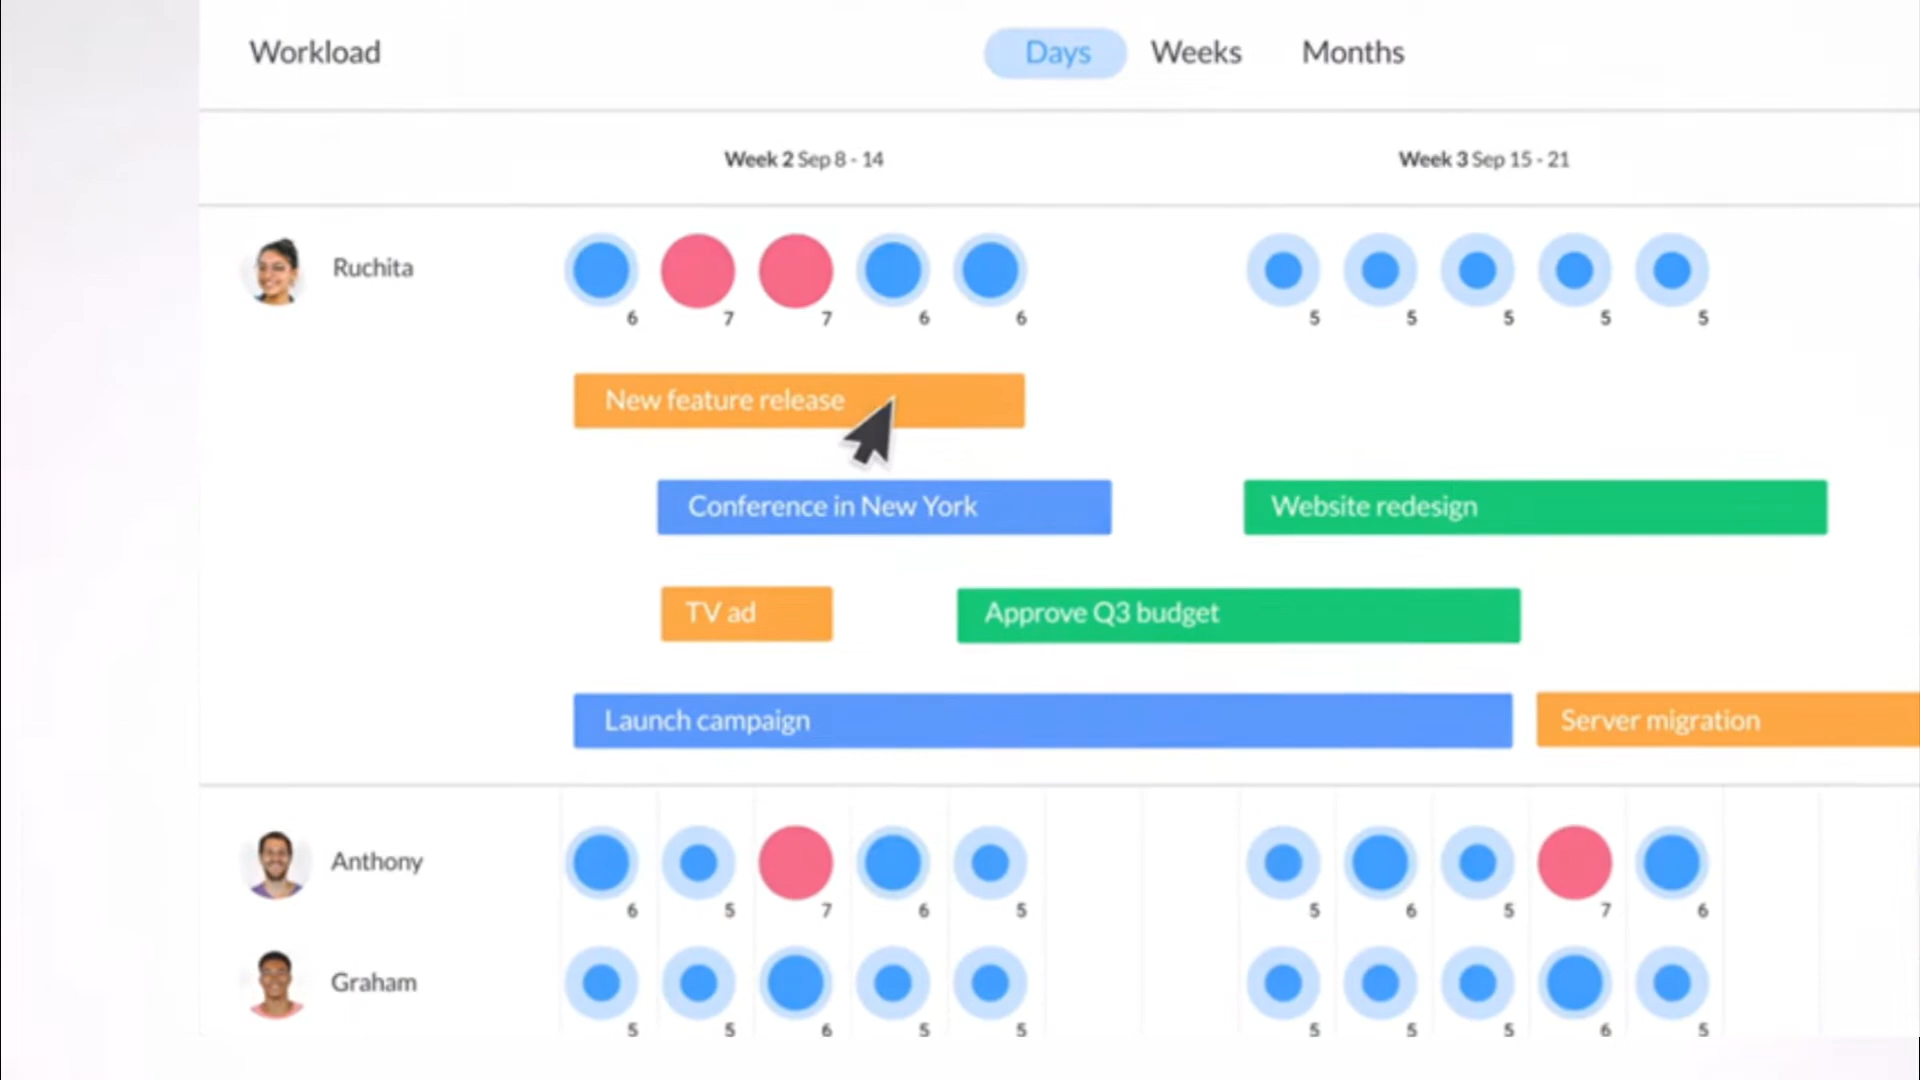 Workload Days Weeks Months
Week 2 Sep 8 - 14 Week 3 Sep 15 - 21
Ruchita
6 7 7 6 6 5 5 5 5 5
New feature release
Conference in New York Website redesign
TV ad Approve Q3 budget
Launch campaign Server migration
Anthony
6 5 7 6 5 5 6 5 7 6
Graham
5 5 6 5 5 5 5 5 6 5